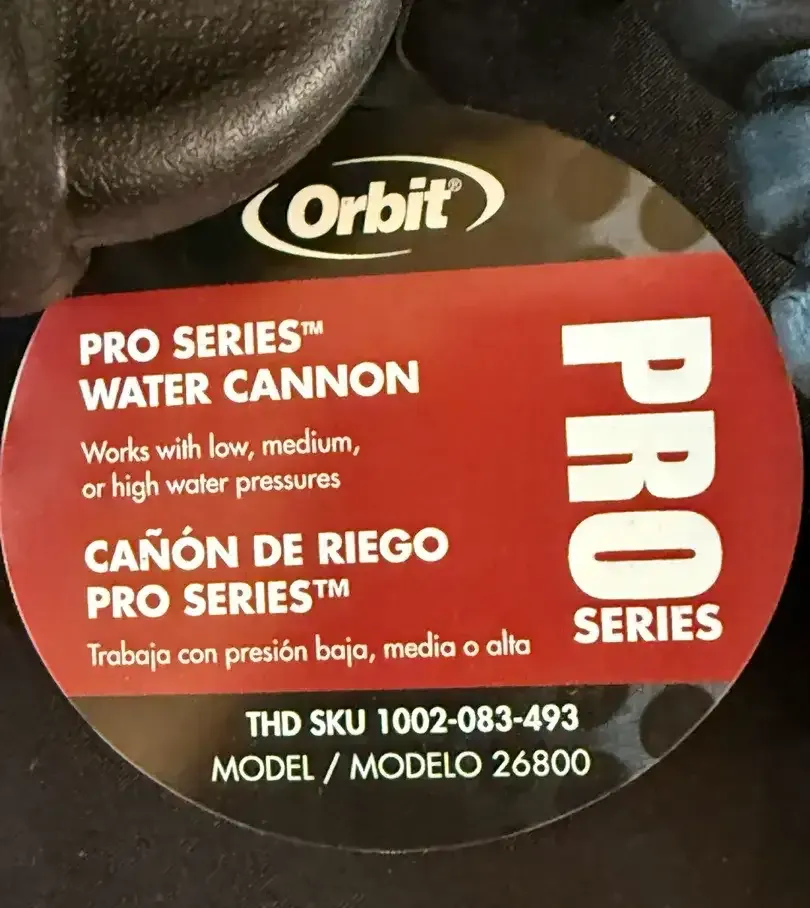 Orbit®
PRO SERIES™
WATER CANNON
Works with low, medium,
or high water pressures
CAÑÓN DE RIEGO
PRO SERIES™
Trabaja con presión baja, media o alta
PRO
SERIES
THD SKU 1002-083-493
MODEL / MODELO 26800